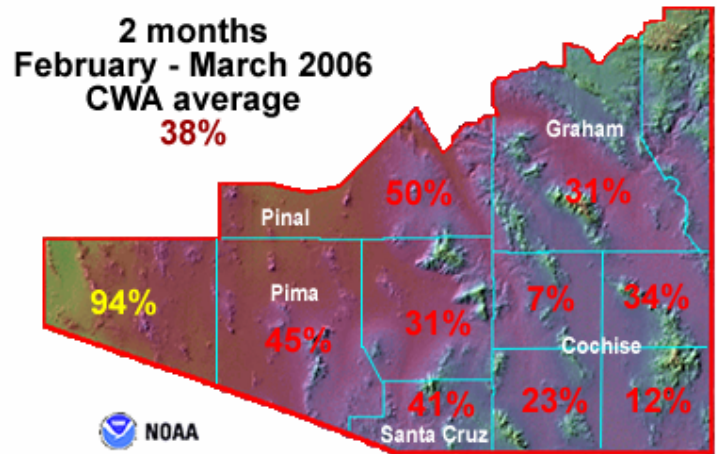 2 months
February - March 2006
CWA average
38%
Graham
50%
31%
Pinal
94%
Pima
45%
31%
7%
34%
Cochise
41%
23%
12%
Santa Cruz
NOAA